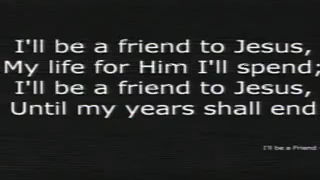 I'll be a friend to Jesus,
My life for Him I'll spend;
I'll be a friend to Jesus,
Until my years shall end
I'll be a Friend